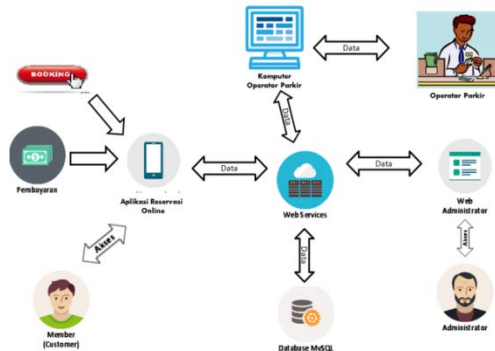 BOOKING
Data
Komputer
Operator Parkir
Operator Parkir
Data
Pembayaran
Data
Data
Aplikasi Reservasi
Online
Web Services
Web
Administrator
Akses
Data
Akses
Member
(Customer)
Database MySQL
Administrator